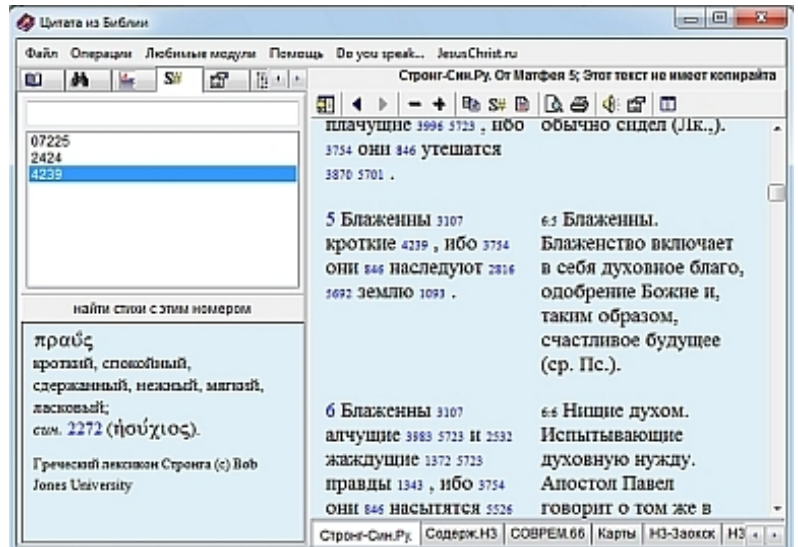 Цитата из Библии
Файл Операции Любимые модули Помощь Do you speak... JesusChrist.ru
S#
Стронг-Син.Ру. От Матфея 5; Этот текст не имеет копирайта
S#
07225
2424
4239
найти стихи с этим номером
πραΰς
кроткий, спокойный,
сдержанный, нежный, мягкий,
ласковый;
син. 2272 (ἡσύχιος).
Греческий лексикон Стронга (c) Bob
Jones University
плачущие 3996 5723 , ибо
3754 они 846 утешатся
3870 5701 .
5 Блаженны 3107
кроткие 4239 , ибо 3754
они 846 наследуют 2816
5692 землю 1093 .
6 Блаженны 3107
алчущие 3983 5723 и 2532
жаждущие 1372 5723
правды 1343 , ибо 3754
они 846 насытятся 5526
обычно сидел (Лк.,).
6:5 Блаженны.
Блаженство включает
в себя духовное благо,
одобрение Божие и,
таким образом,
счастливое будущее
(ср. Пс.).
6:6 Нищие духом.
Испытывающие
духовную нужду.
Апостол Павел
говорит о том же в
Стронг-Син.Ру. Содерж.НЗ СОВРЕМ.66 Карты НЗ-Заокск НЗ